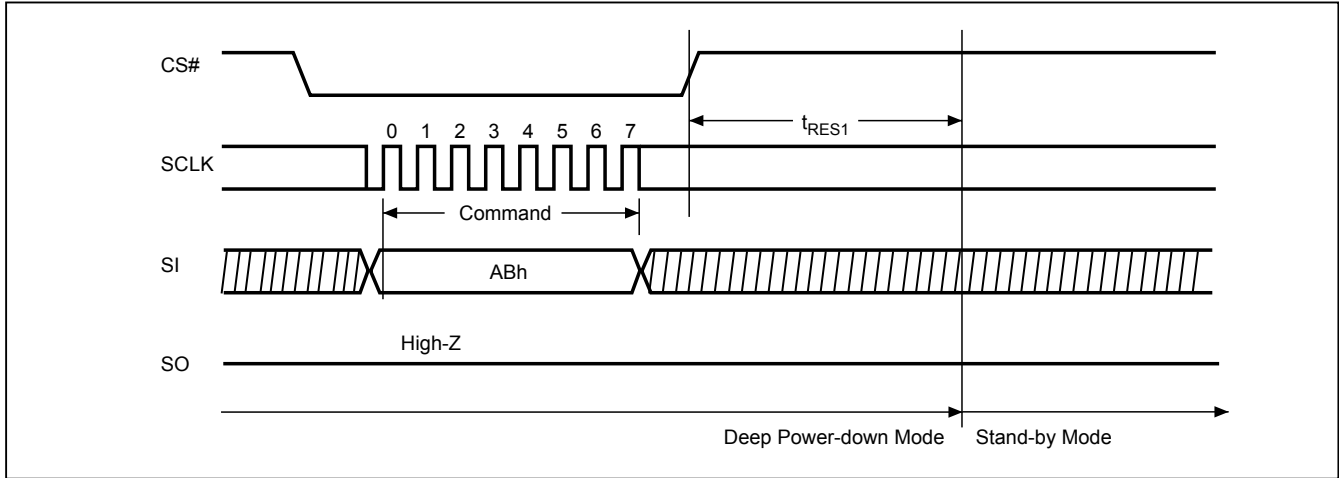 CS#
tRES1
0 1 2 3 4 5 6 7
SCLK
Command
SI
ABh
High-Z
SO
Deep Power-down Mode Stand-by Mode